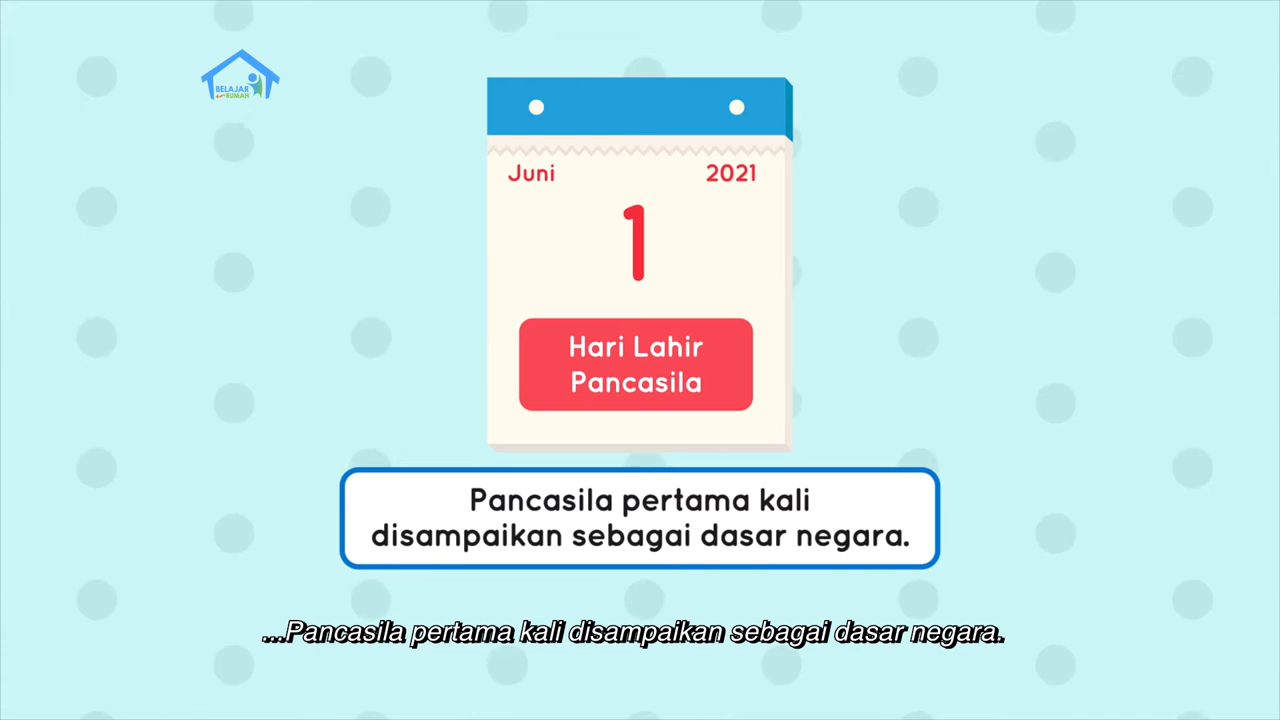 BELAJAR
dari RUMAH
Juni 2021
1
Hari Lahir
Pancasila
Pancasila pertama kali
disampaikan sebagai dasar negara.
...Pancasila pertama kali disampaikan sebagai dasar negara.